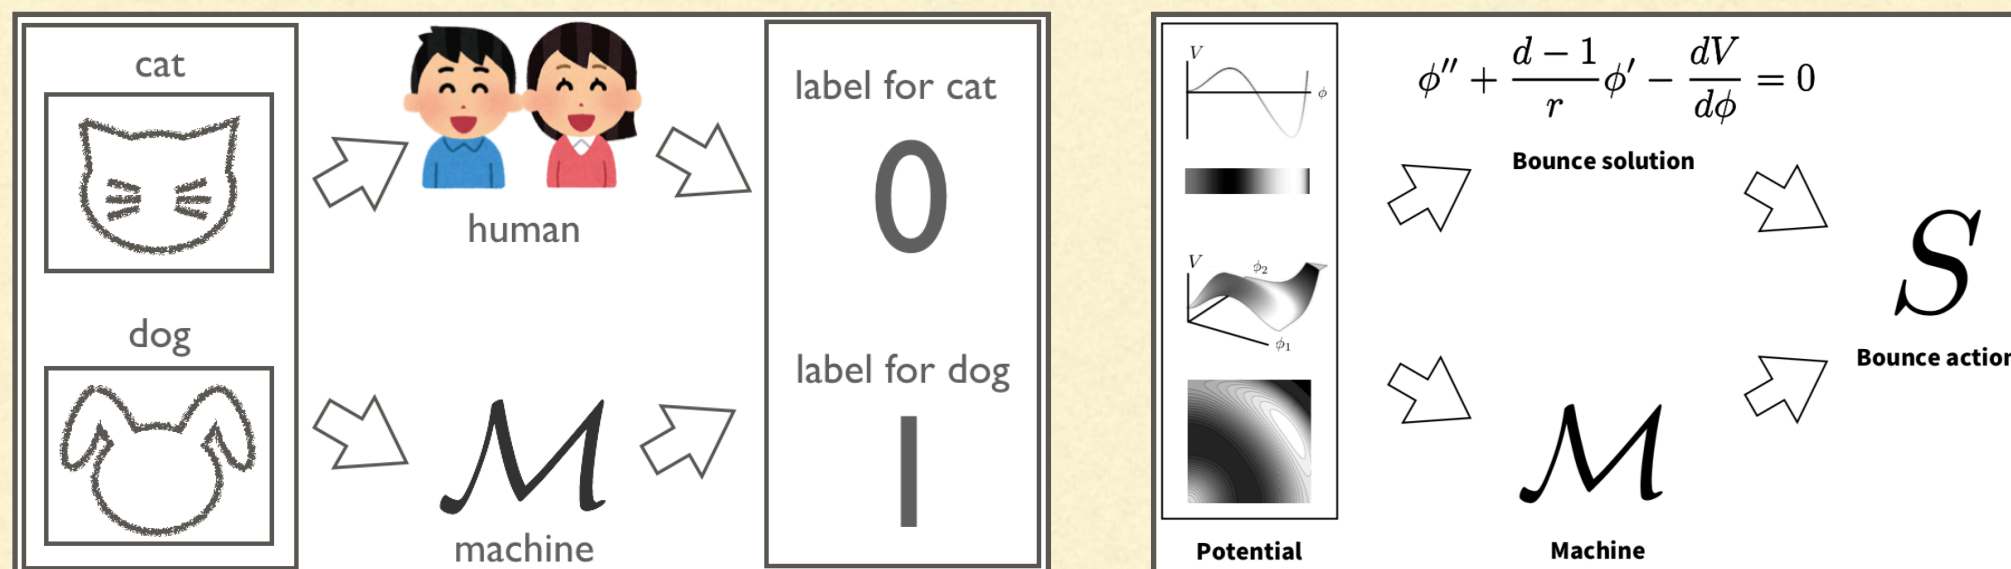 cat
dog
human
M
machine
label for cat
0
label for dog
1
V
ϕ
V
ϕ₂
ϕ₁
Potential
ϕ″ + (d − 1)/r ϕ′ − dV/dϕ = 0
Bounce solution
M
Machine
S
Bounce action